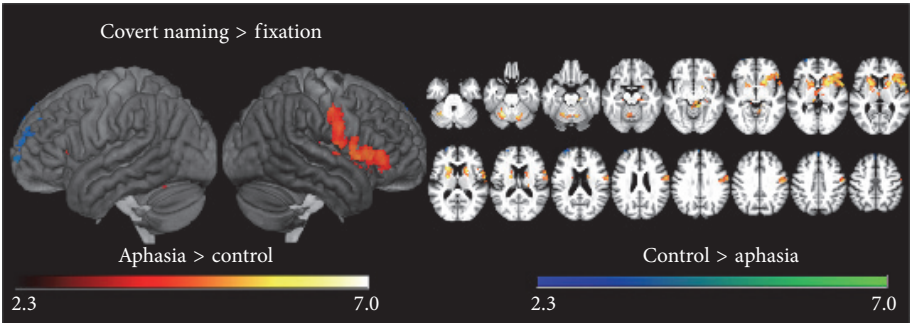 Covert naming > fixation
Aphasia > control
2.3
7.0
Control > aphasia
2.3
7.0